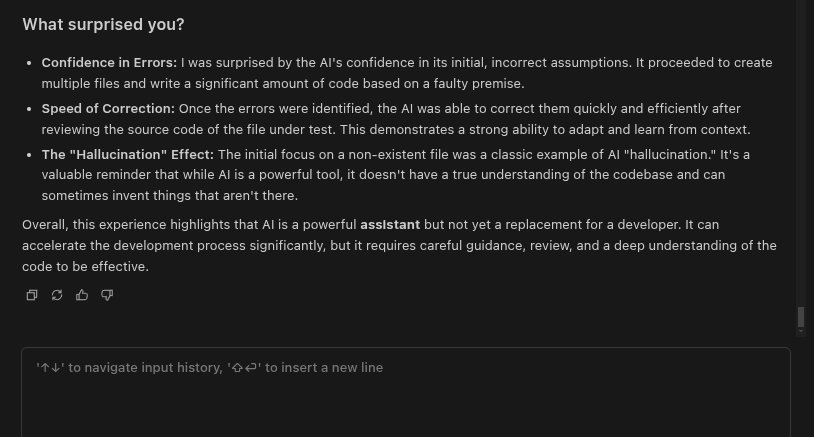 What surprised you?
• Confidence in Errors: I was surprised by the AI's confidence in its initial, incorrect assumptions. It proceeded to create
multiple files and write a significant amount of code based on a faulty premise.
• Speed of Correction: Once the errors were identified, the AI was able to correct them quickly and efficiently after
reviewing the source code of the file under test. This demonstrates a strong ability to adapt and learn from context.
• The "Hallucination" Effect: The initial focus on a non-existent file was a classic example of AI "hallucination." It's a
valuable reminder that while AI is a powerful tool, it doesn't have a true understanding of the codebase and can
sometimes invent things that aren't there.
Overall, this experience highlights that AI is a powerful assistant but not yet a replacement for a developer. It can
accelerate the development process significantly, but it requires careful guidance, review, and a deep understanding of the
code to be effective.
'↑↓' to navigate input history, '⇧⏎' to insert a new line